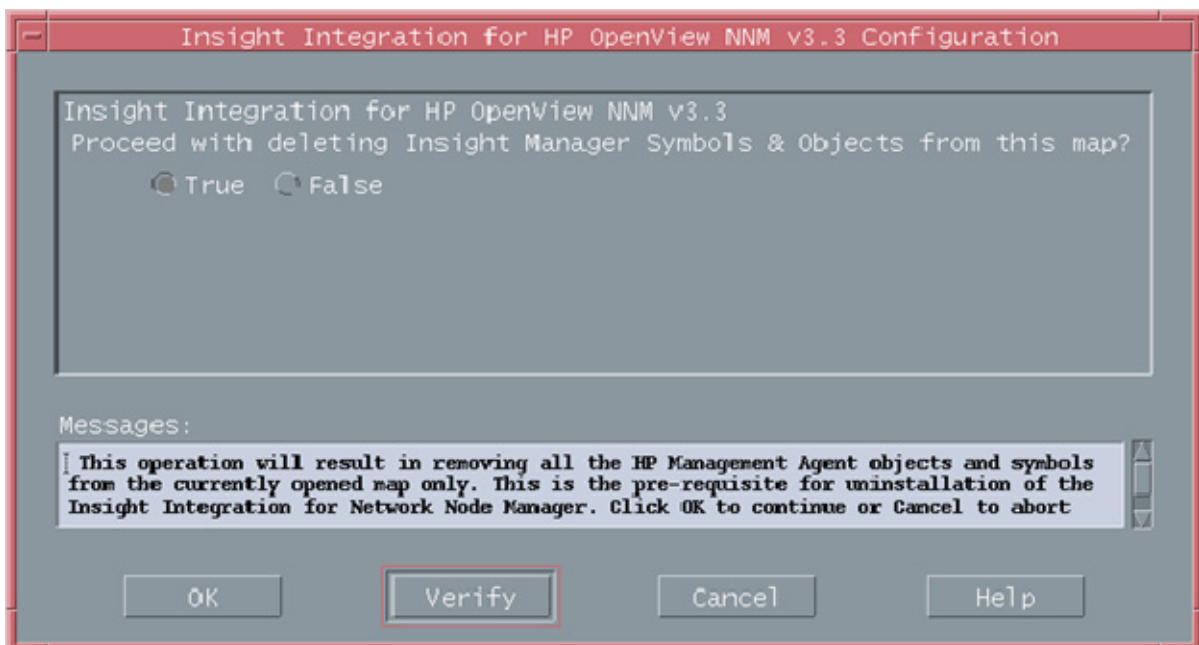 Insight Integration for HP OpenView NNM v3.3 Configuration
Insight Integration for HP OpenView NNM v3.3
Proceed with deleting Insight Manager Symbols & Objects from this map?
True False
Messages:
This operation will result in removing all the HP Management Agent objects and symbols
from the currently opened map only. This is the pre-requisite for uninstallation of the
Insight Integration for Network Node Manager. Click OK to continue or Cancel to abort
OK Verify Cancel Help